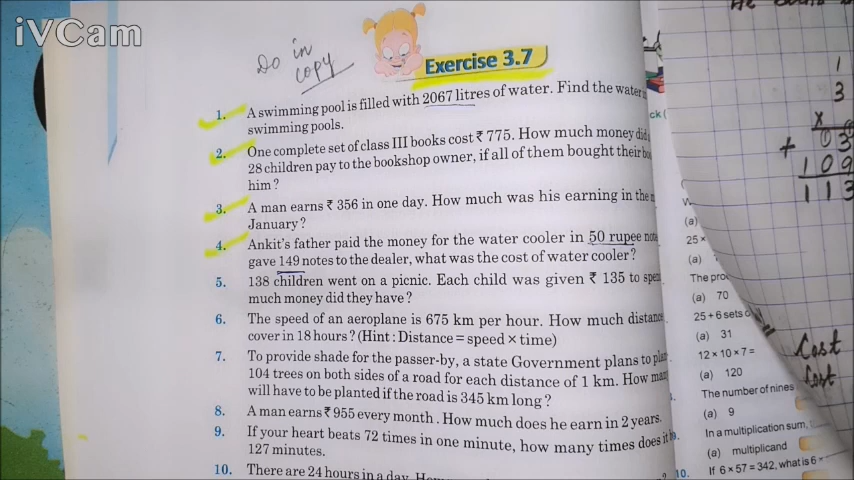 iVCam
Do in
copy
Exercise 3.7
1. A swimming pool is filled with 2067 litres of water. Find the water
swimming pools.
2. One complete set of class III books cost ₹ 775. How much money did
28 children pay to the bookshop owner, if all of them bought their
him?
3. A man earns ₹ 356 in one day. How much was his earning in the
January?
4. Ankit's father paid the money for the water cooler in 50 rupee
gave 149 notes to the dealer, what was the cost of water cooler?
5. 138 children went on a picnic. Each child was given ₹ 135 to
much money did they have?
6. The speed of an aeroplane is 675 km per hour. How much
cover in 18 hours? (Hint : Distance = speed × time)
7. To provide shade for the passer-by, a state Government plans to
104 trees on both sides of a road for each distance of 1 km. How
will have to be planted if the road is 345 km long?
8. A man earns ₹ 955 every month. How much does he earn in 2 years.
9. If your heart beats 72 times in one minute, how many times does it
127 minutes.
10. There are 24 hours in a day.
(a)
25 ×
(a)
The
(a) 70
25 + 6 sets
(a) 31
12 × 10 × 7 =
(a) 120
The number of nines
(a) 9
In a multiplication sum,
(a) multiplicand
10. If 6 × 57 = 342, what is 6 ×
1
3
×
+
109
113
Cost
Cost